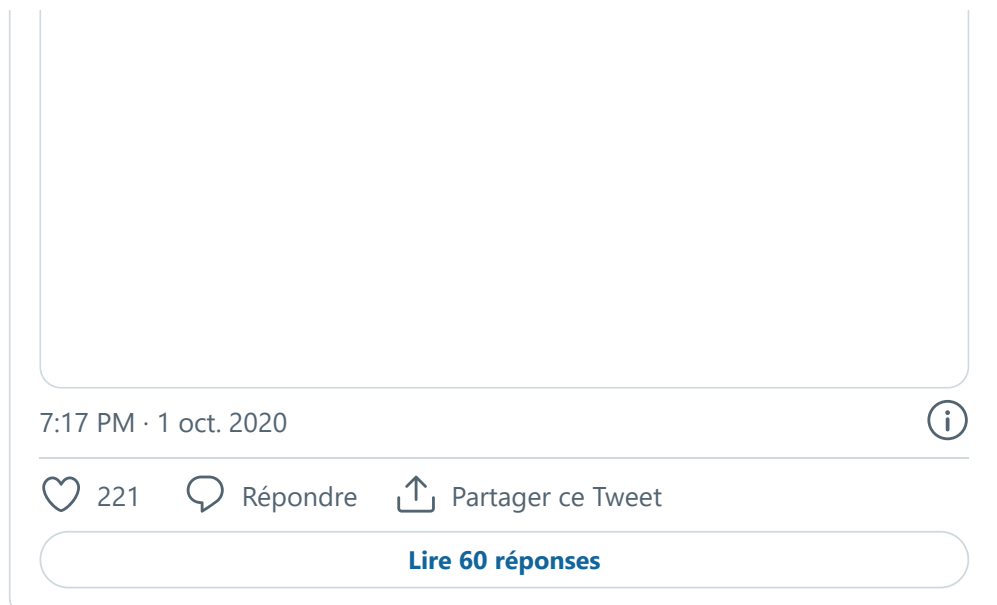 7:17 PM · 1 oct. 2020
221 Répondre Partager ce Tweet
Lire 60 réponses